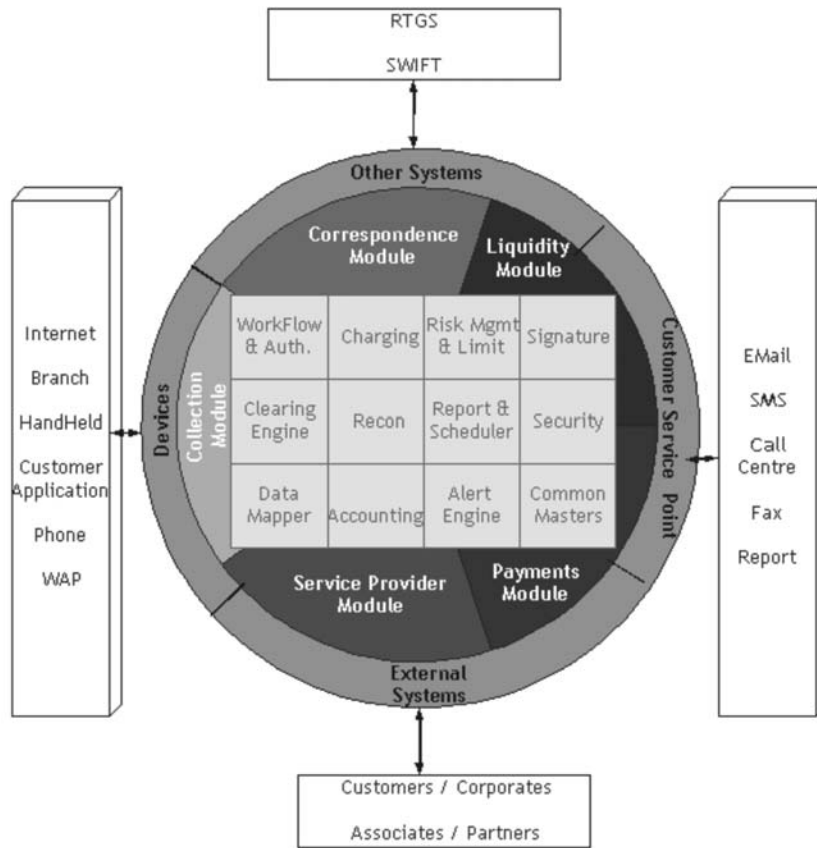 RTGS
SWIFT
Other Systems
Correspondence
Module
Liquidity
Module
Internet
Branch
HandHeld
Customer
Application
Phone
WAP
Devices
Collection
Module
WorkFlow
& Auth.
Charging
Risk Mgmt
& Limit
Signature
Clearing
Engine
Recon
Report &
Scheduler
Security
Data
Mapper
Accounting
Alert
Engine
Common
Masters
Customer Service Point
EMail
SMS
Call
Centre
Fax
Report
Service Provider
Module
Payments
Module
External
Systems
Customers / Corporates
Associates / Partners